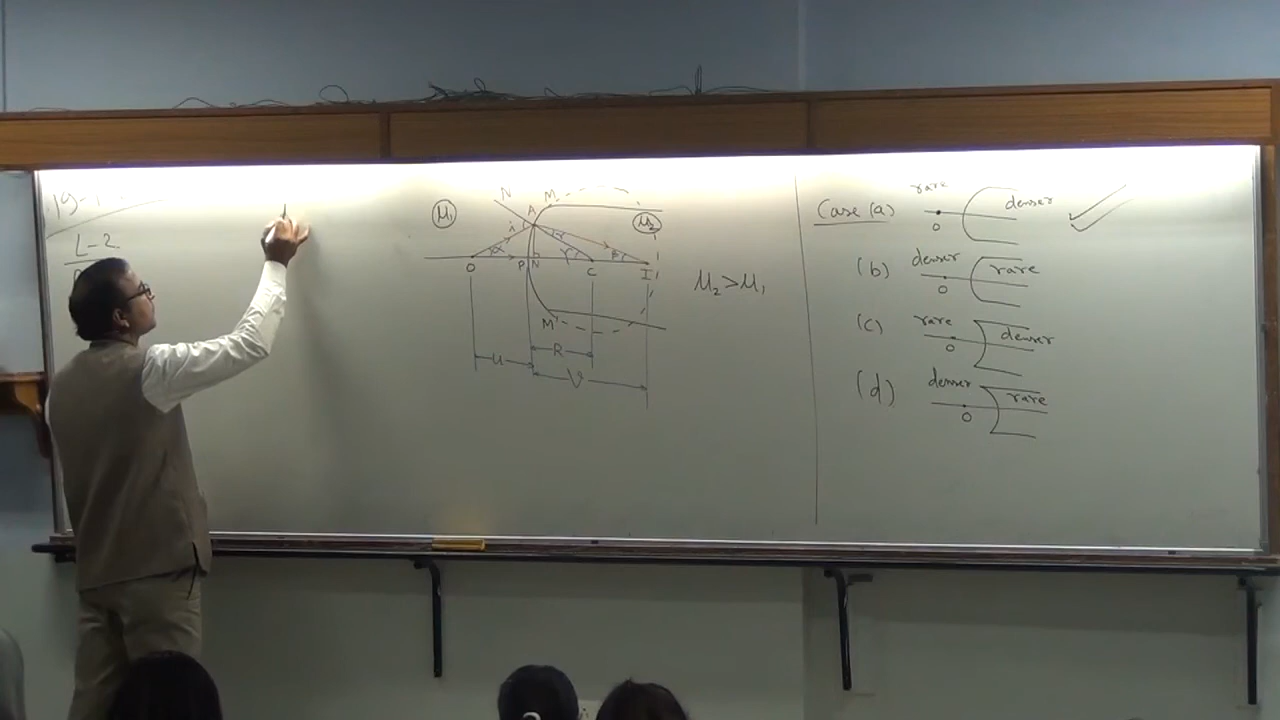 L-2
N
A
M
μ₁
μ₂
i
r
α
γ
β
O
P
N
C
I
M'
μ₂>μ₁
R
u
v
Case (a)
rare
denser
O
(b)
denser
rare
O
(c)
rare
denser
O
(d)
denser
rare
O